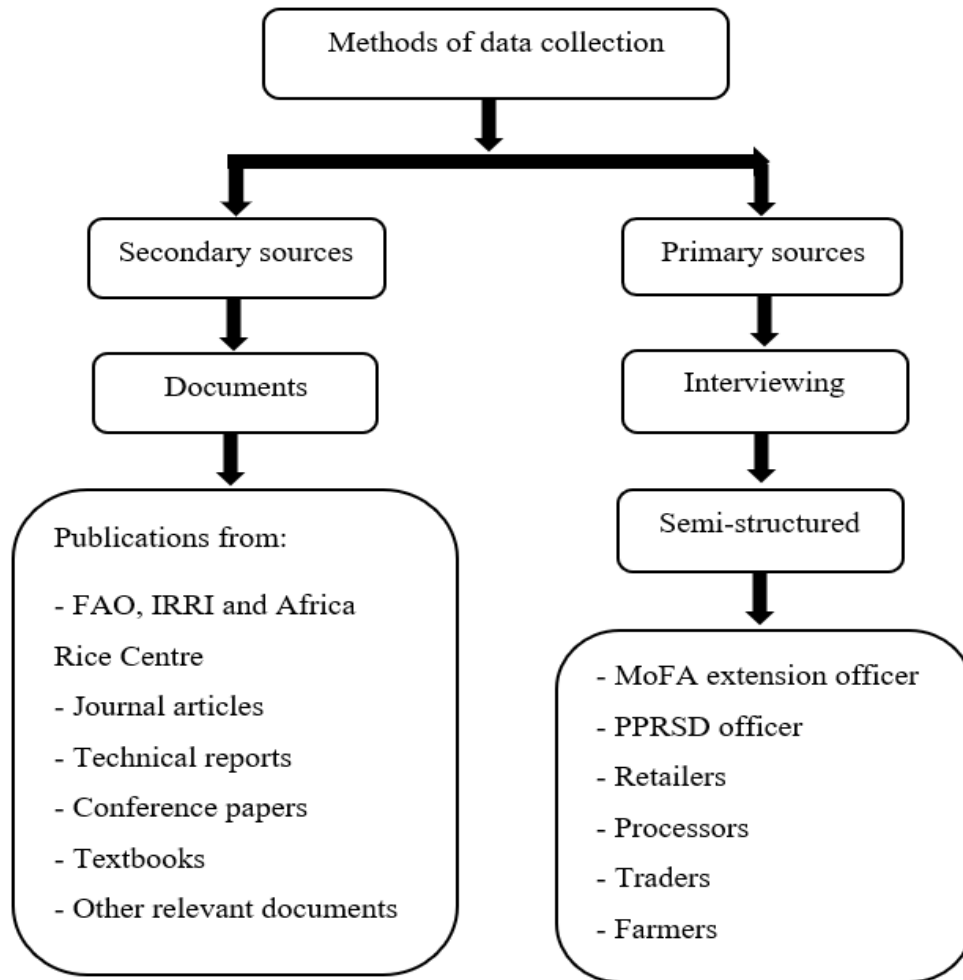 Methods of data collection
Secondary sources
Primary sources
Documents
Interviewing
Semi-structured
Publications from:
- FAO, IRRI and Africa
Rice Centre
- Journal articles
- Technical reports
- Conference papers
- Textbooks
- Other relevant documents
- MoFA extension officer
- PPRSD officer
- Retailers
- Processors
- Traders
- Farmers